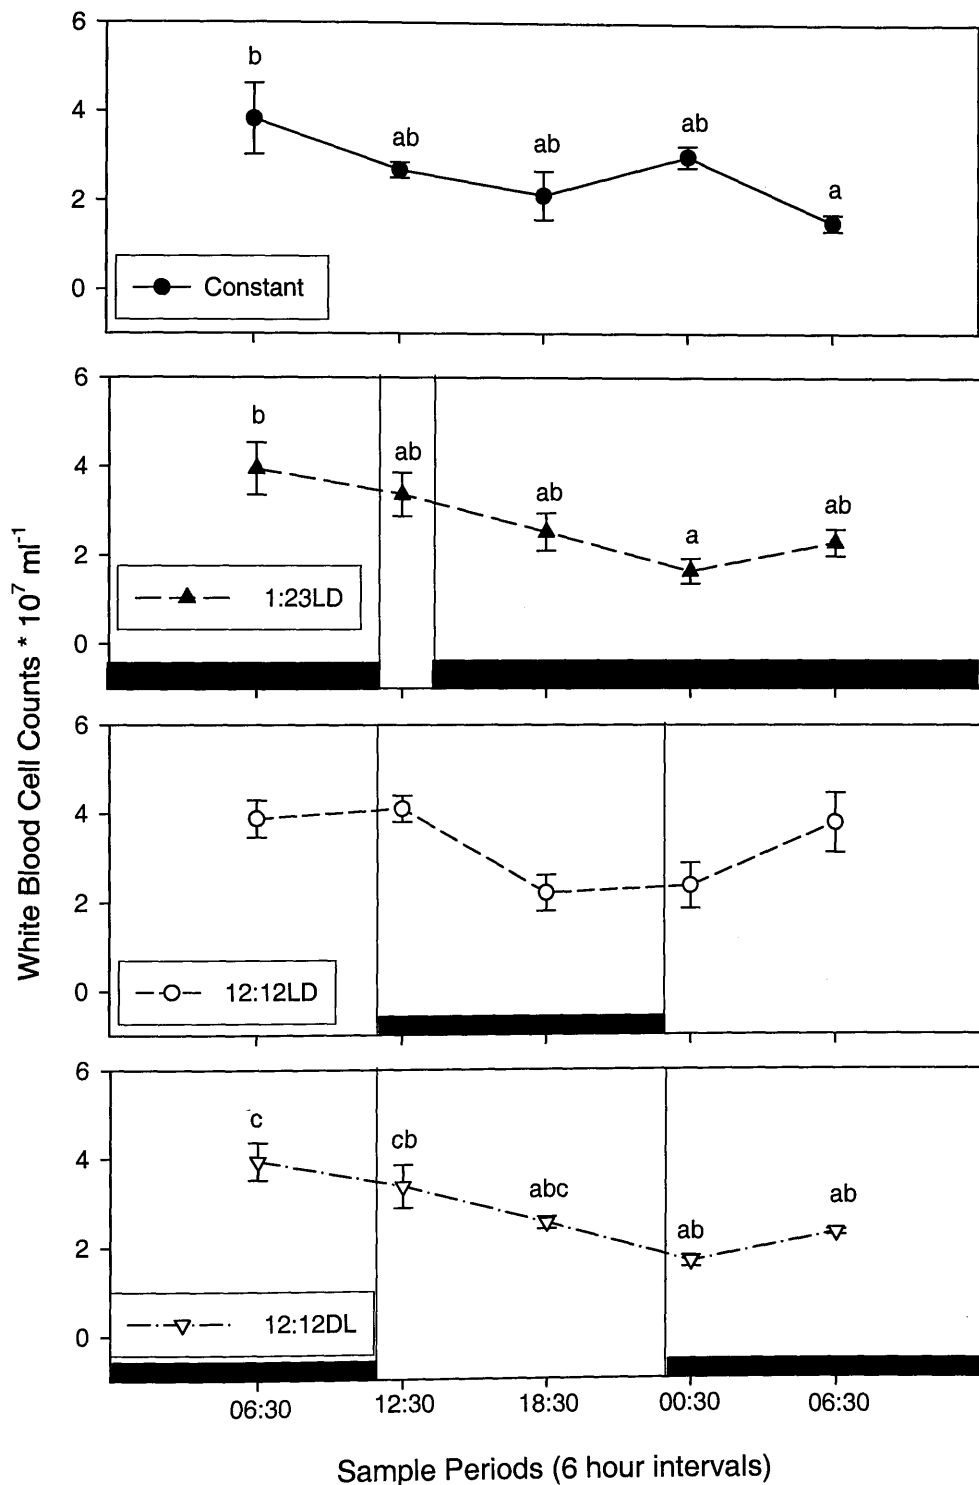 White Blood Cell Counts * 10⁷ ml⁻¹
6
4
2
0
b
ab
ab
ab
a
Constant
6
4
2
0
b
ab
ab
a
ab
1:23LD
6
4
2
0
12:12LD
6
4
2
0
c
cb
abc
ab
ab
12:12DL
06:30 12:30 18:30 00:30 06:30
Sample Periods (6 hour intervals)